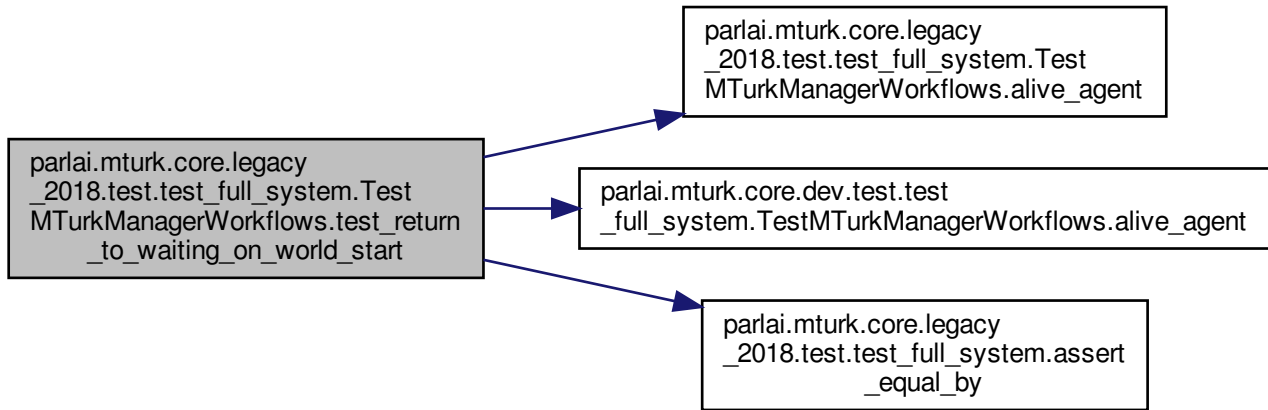 parlai.mturk.core.legacy
_2018.test.test_full_system.Test
MTurkManagerWorkflows.test_return
_to_waiting_on_world_start
parlai.mturk.core.legacy
_2018.test.test_full_system.Test
MTurkManagerWorkflows.alive_agent
parlai.mturk.core.dev.test.test
_full_system.TestMTurkManagerWorkflows.alive_agent
parlai.mturk.core.legacy
_2018.test.test_full_system.assert
_equal_by